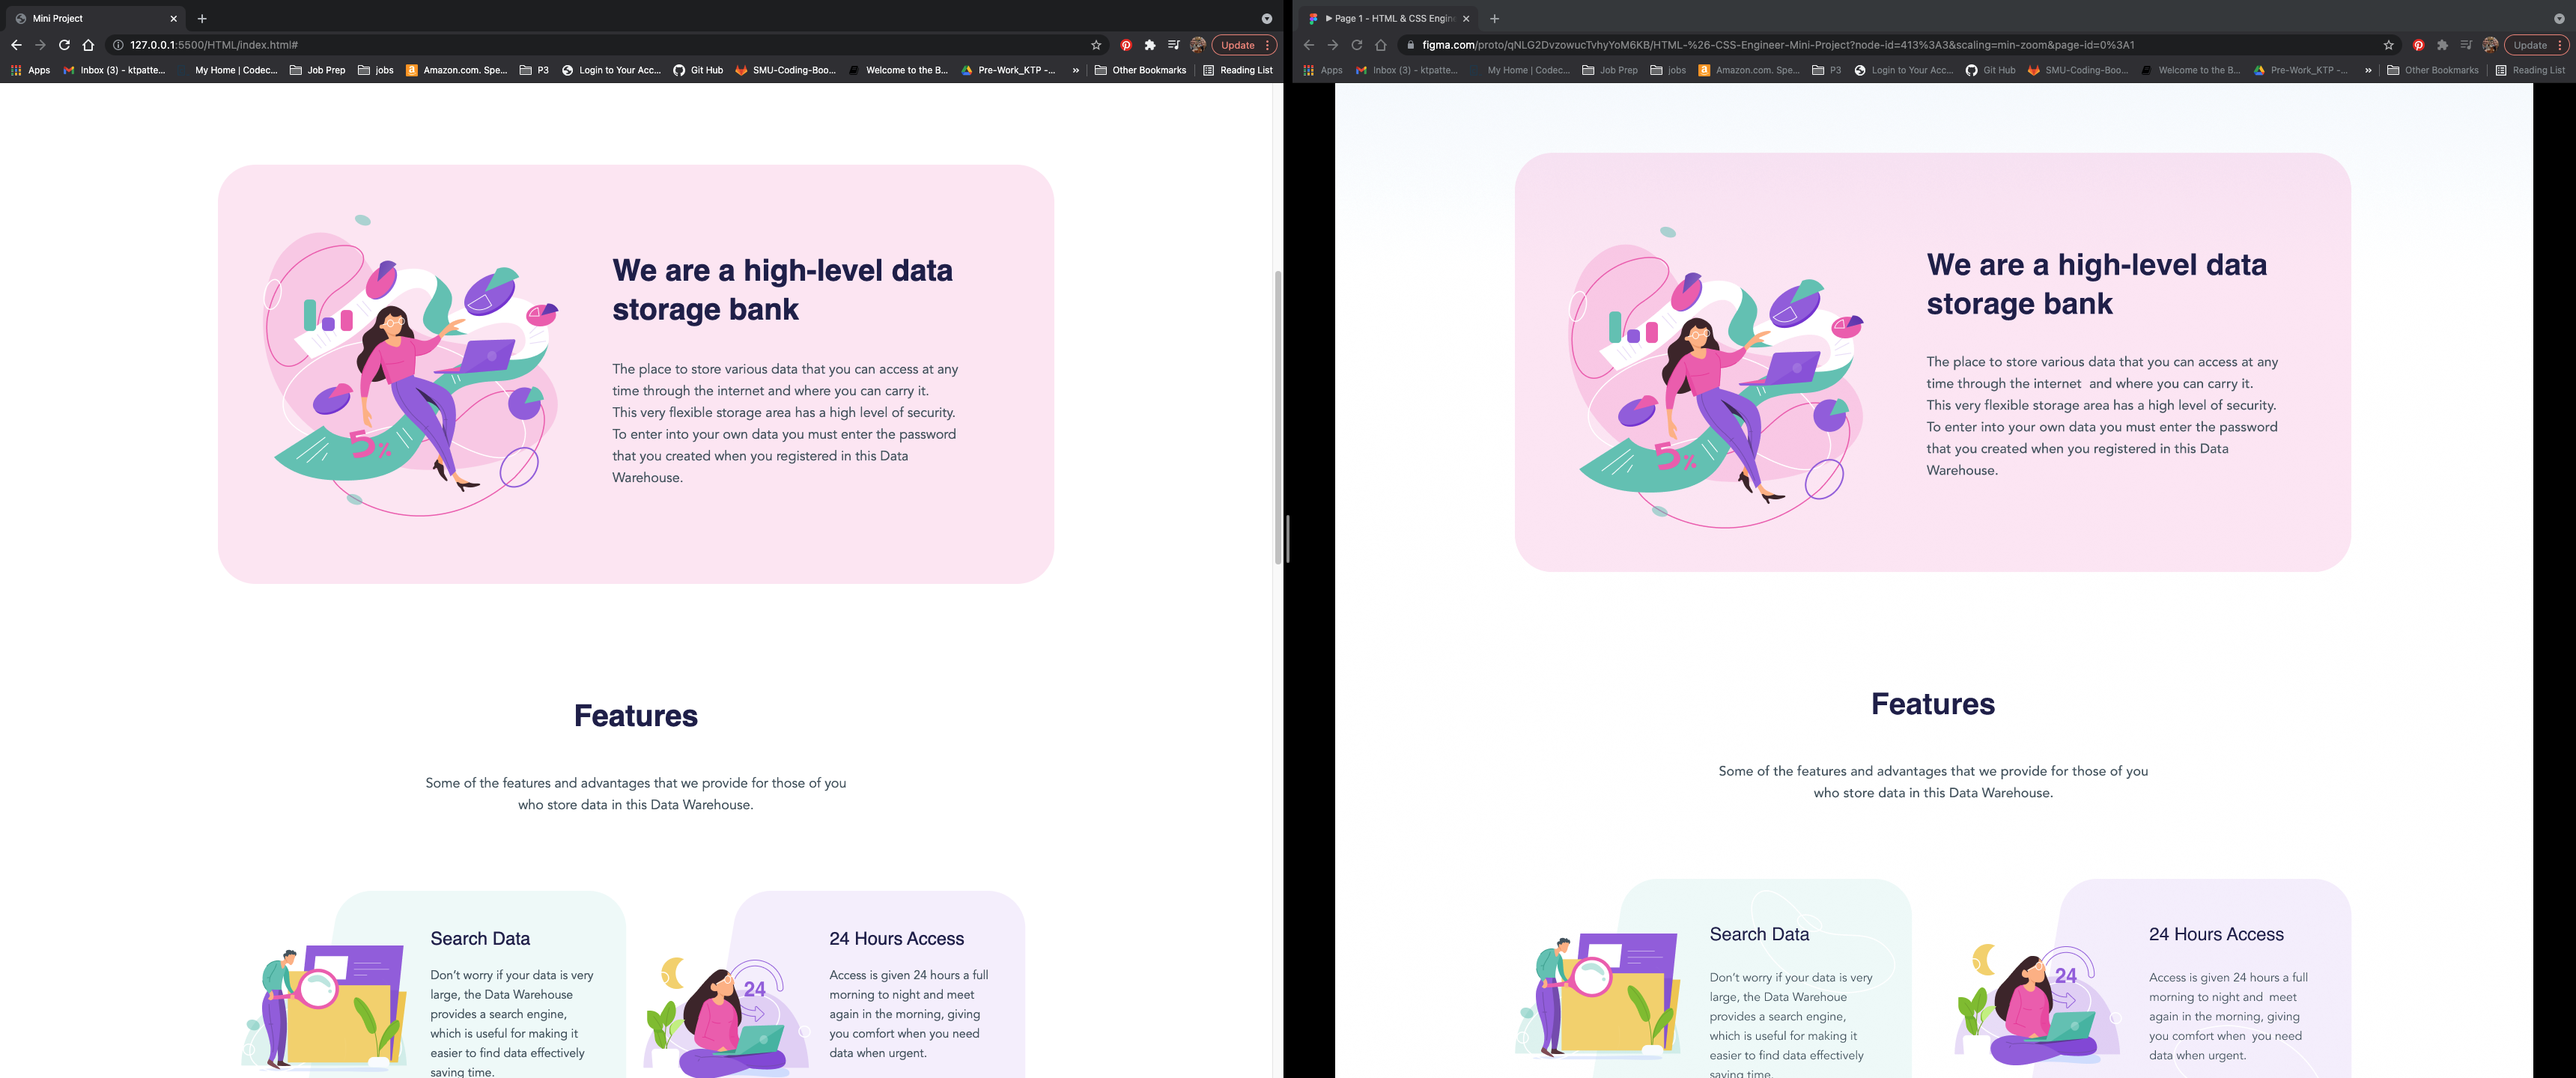 Mini Project
127.0.0.1:5500/HTML/index.html#
Update
Apps
Inbox (3) - ktpatte...
My Home | Codec...
Job Prep
jobs
Amazon.com. Spe...
P3
Login to Your Acc...
Git Hub
SMU-Coding-Boo...
Welcome to the B...
Pre-Work_KTP -...
»
Other Bookmarks
Reading List
We are a high-level data
storage bank
The place to store various data that you can access at any
time through the internet and where you can carry it.
This very flexible storage area has a high level of security.
To enter into your own data you must enter the password
that you created when you registered in this Data
Warehouse.
5%
Features
Some of the features and advantages that we provide for those of you
who store data in this Data Warehouse.
Search Data
Don't worry if your data is very
large, the Data Warehouse
provides a search engine,
which is useful for making it
easier to find data effectively
saving time.
24
24 Hours Access
Access is given 24 hours a full
morning to night and meet
again in the morning, giving
you comfort when you need
data when urgent.
Page 1 - HTML & CSS Engin
figma.com/proto/qNLG2DvzowucTvhyYoM6KB/HTML-%26-CSS-Engineer-Mini-Project?node-id=413%3A3&scaling=min-zoom&page-id=0%3A1
Update
Apps
Inbox (3) - ktpatte...
My Home | Codec...
Job Prep
jobs
Amazon.com. Spe...
P3
Login to Your Acc...
Git Hub
SMU-Coding-Boo...
Welcome to the B...
Pre-Work_KTP -...
»
Other Bookmarks
Reading List
We are a high-level data
storage bank
The place to store various data that you can access at any
time through the internet  and where you can carry it.
This very flexible storage area has a high level of security.
To enter into your own data you must enter the password
that you created when you registered in this Data
Warehouse.
5%
Features
Some of the features and advantages that we provide for those of you
who store data in this Data Warehouse.
Search Data
Don't worry if your data is very
large, the Data Warehoue
provides a search engine,
which is useful for making it
easier to find data effectively
saving time.
24
24 Hours Access
Access is given 24 hours a full
morning to night and  meet
again in the morning, giving
you comfort when  you need
data when urgent.